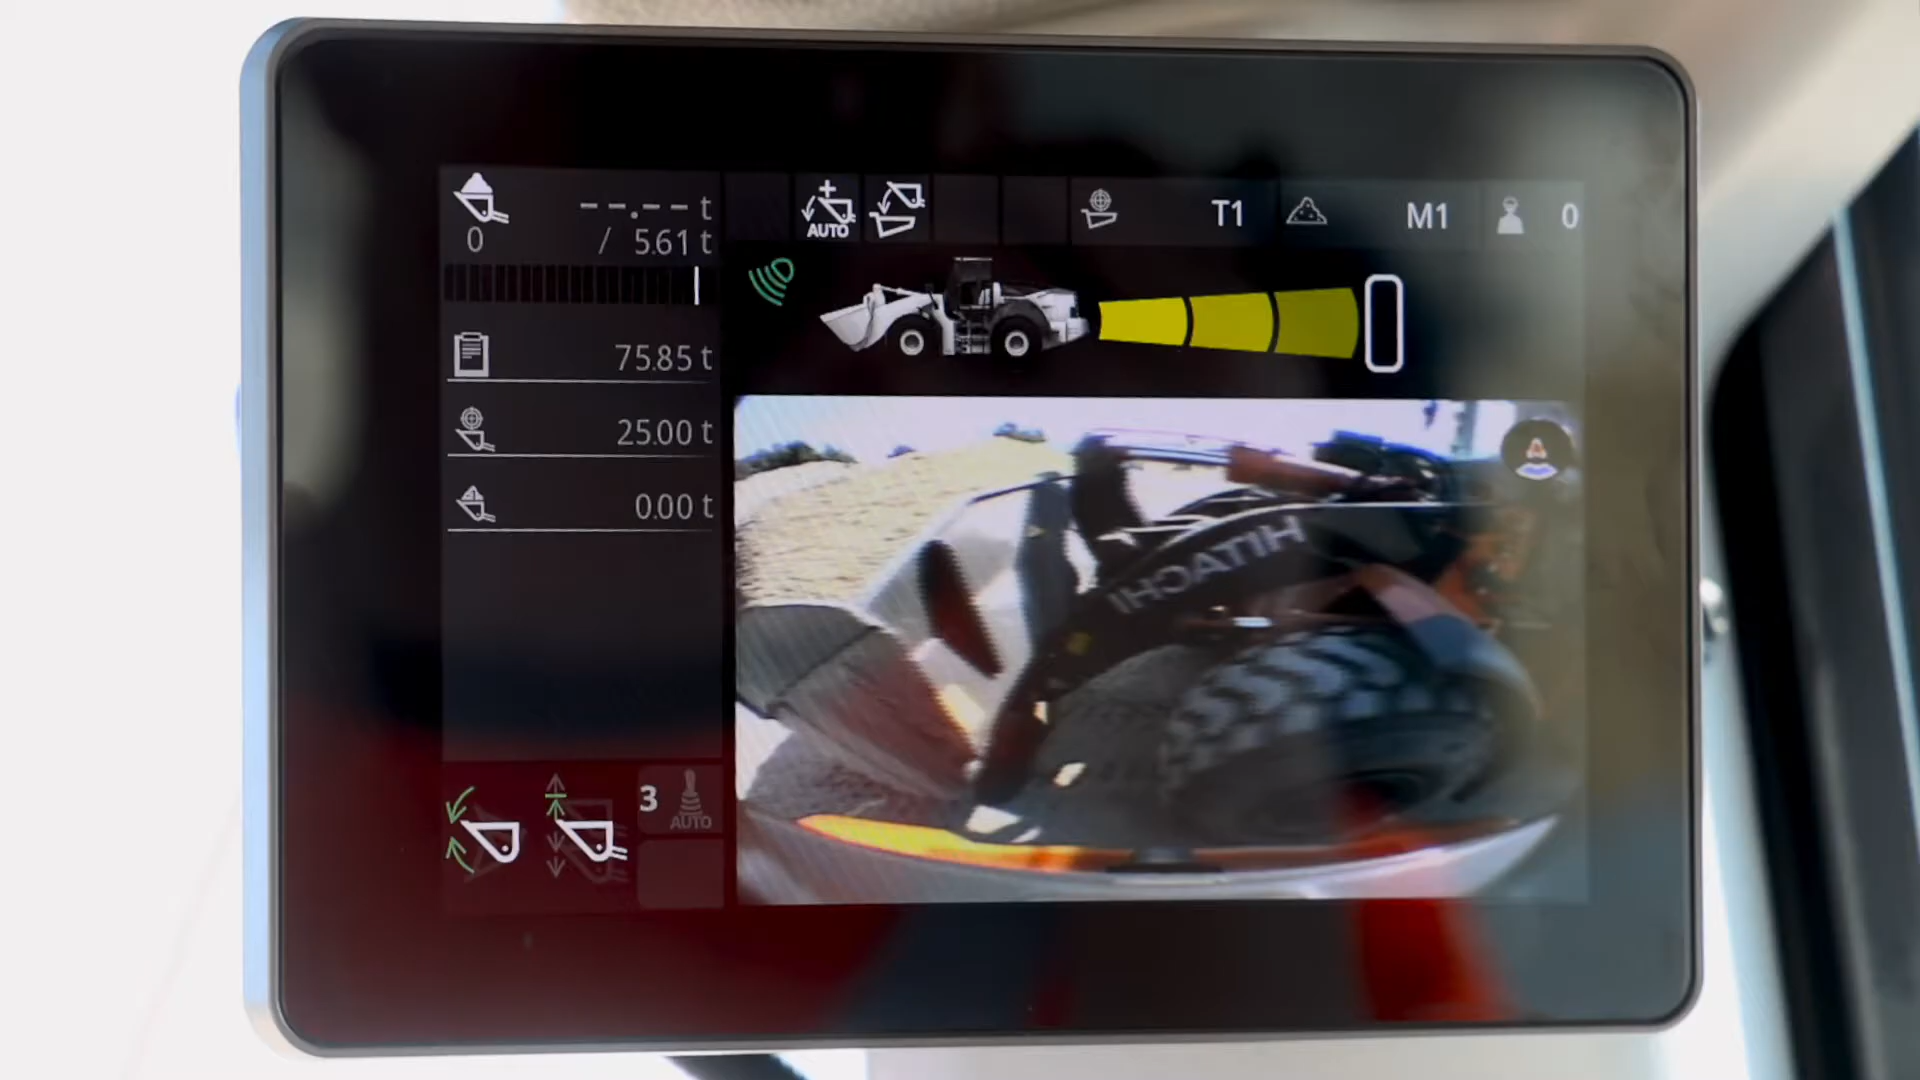 --.-- t
0 / 5.61 t
75.85 t
25.00 t
0.00 t
3
AUTO
AUTO
T1
M1
0
A
HITACHI